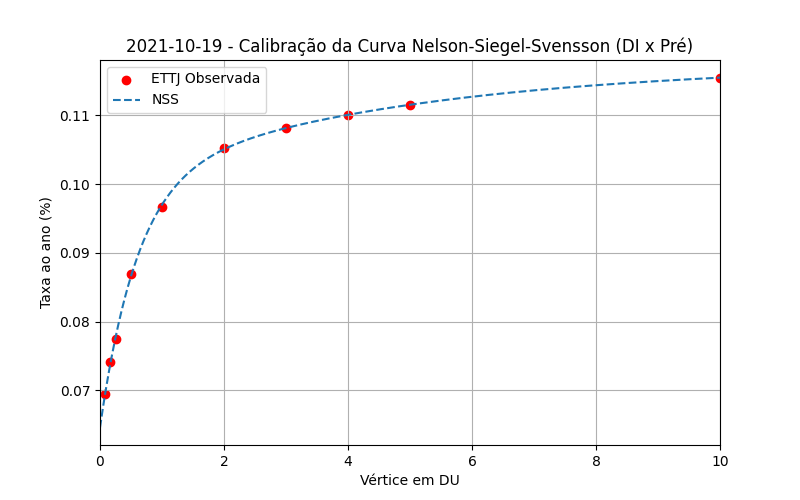 2021-10-19 - Calibração da Curva Nelson-Siegel-Svensson (DI x Pré)
ETTJ Observada
NSS
0.11
0.10
0.09
0.08
0.07
Taxa ao ano (%)
0 2 4 6 8 10
Vértice em DU